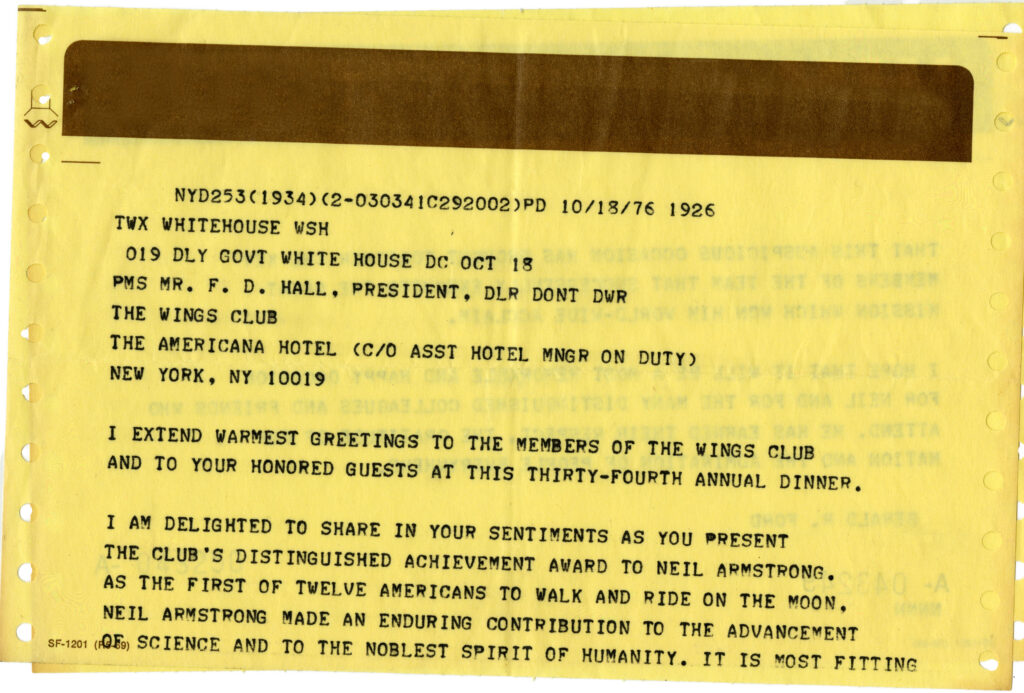 NYD253(1934)(2-030341C292002)PD 10/18/76 1926
TWX WHITEHOUSE WSH
019 DLY GOVT WHITE HOUSE DC OCT 18
PMS MR. F. D. HALL, PRESIDENT, DLR DONT DWR
THE WINGS CLUB
THE AMERICANA HOTEL (C/O ASST HOTEL MNGR ON DUTY)
NEW YORK, NY 10019
I EXTEND WARMEST GREETINGS TO THE MEMBERS OF THE WINGS CLUB
AND TO YOUR HONORED GUESTS AT THIS THIRTY-FOURTH ANNUAL DINNER.
I AM DELIGHTED TO SHARE IN YOUR SENTIMENTS AS YOU PRESENT
THE CLUB'S DISTINGUISHED ACHIEVEMENT AWARD TO NEIL ARMSTRONG.
AS THE FIRST OF TWELVE AMERICANS TO WALK AND RIDE ON THE MOON,
NEIL ARMSTRONG MADE AN ENDURING CONTRIBUTION TO THE ADVANCEMENT
OF SCIENCE AND TO THE NOBLEST SPIRIT OF HUMANITY. IT IS MOST FITTING
SF-1201